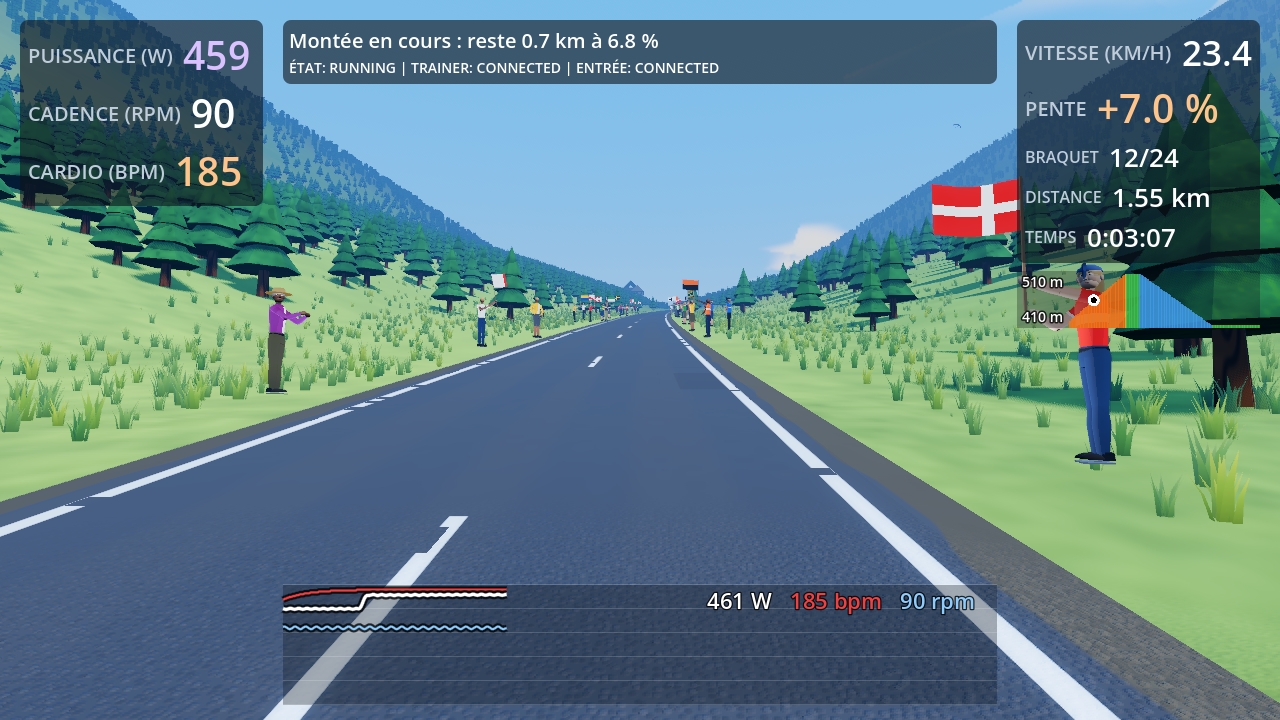 PUISSANCE (W) 459
CADENCE (RPM) 90
CARDIO (BPM) 185
Montée en cours : reste 0.7 km à 6.8 %
ÉTAT: RUNNING | TRAINER: CONNECTED | ENTRÉE: CONNECTED
VITESSE (KM/H) 23.4
PENTE +7.0 %
BRAQUET 12/24
DISTANCE 1.55 km
TEMPS 0:03:07
510 m
410 m
461 W 185 bpm 90 rpm